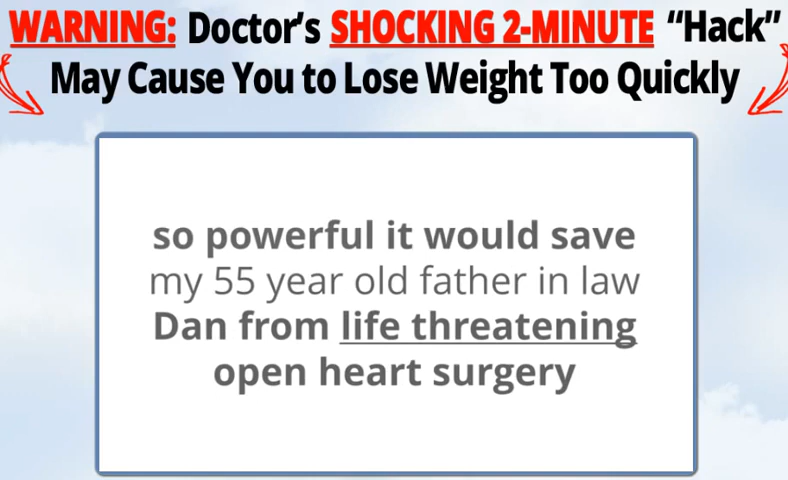 WARNING: Doctor's SHOCKING 2-MINUTE “Hack”
May Cause You to Lose Weight Too Quickly
so powerful it would save
my 55 year old father in law
Dan from life threatening
open heart surgery